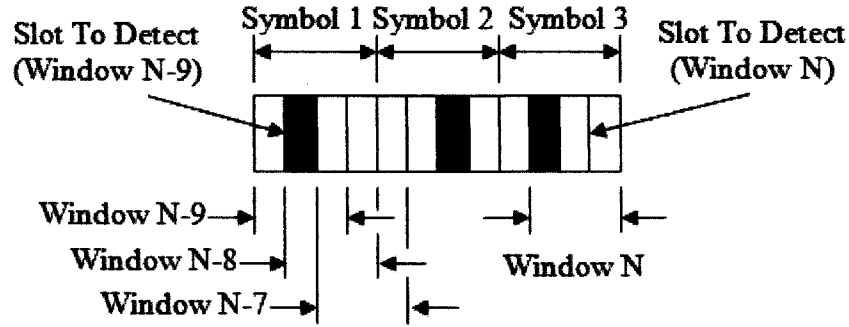 Symbol 1 Symbol 2 Symbol 3
Slot To Detect
(Window N-9)
Slot To Detect
(Window N)
Window N-9
Window N-8
Window N
Window N-7